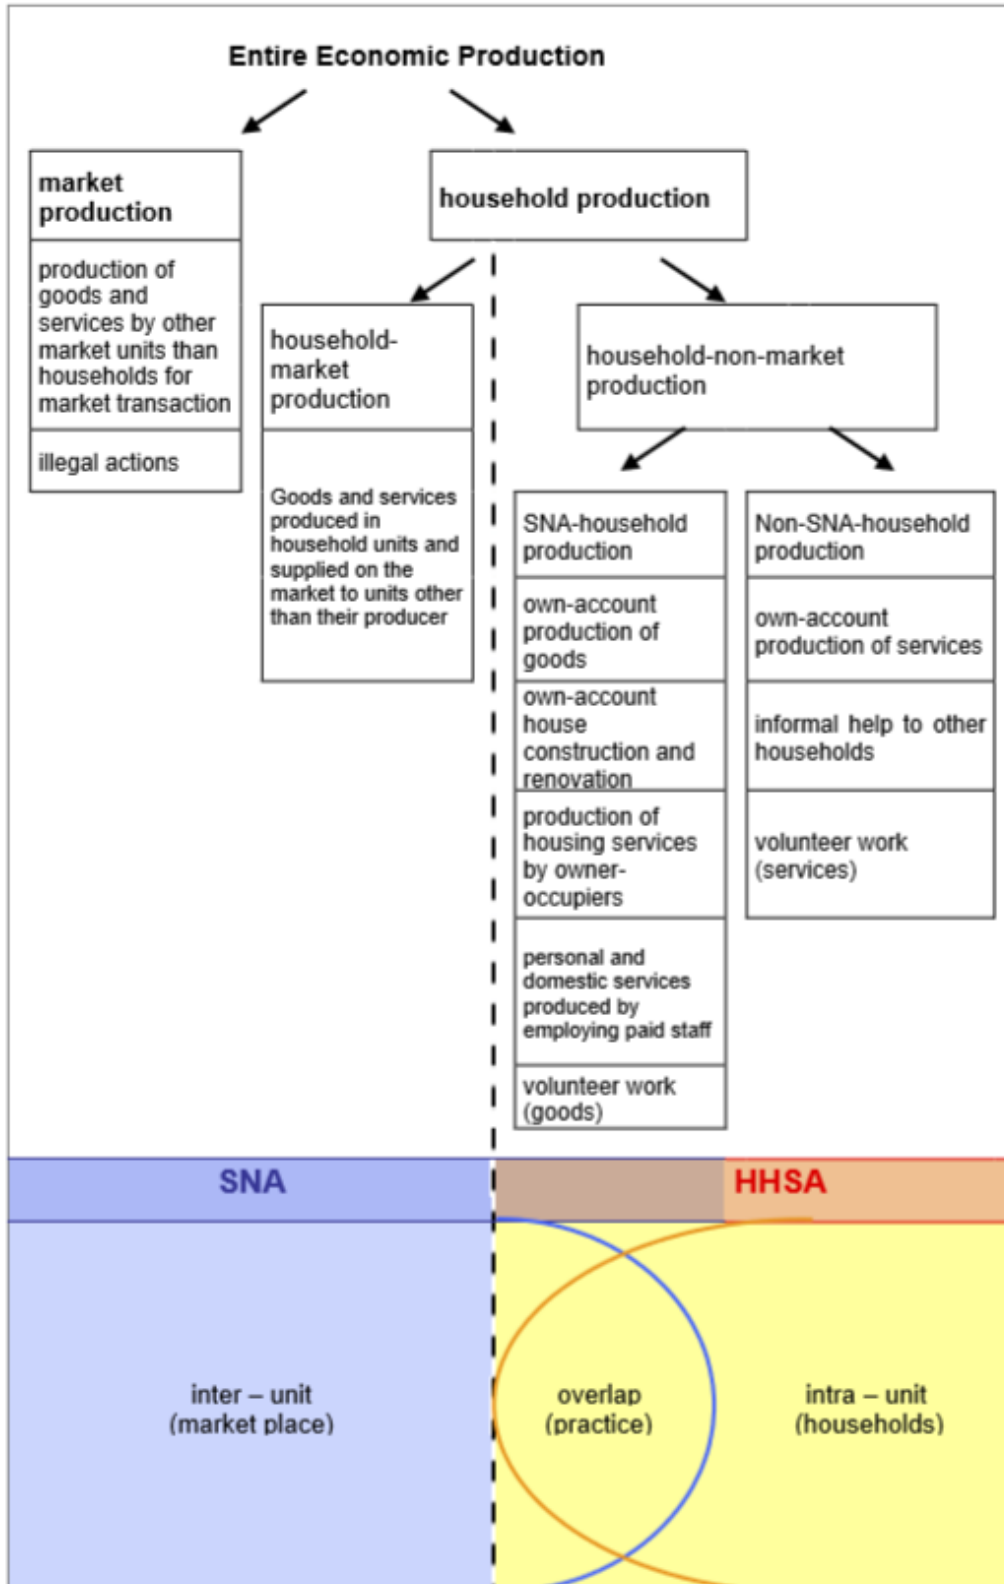 Entire Economic Production
market
production
production of
goods and
services by other
market units than
households for
market transaction
illegal actions
household production
household-
market
production
Goods and services
produced in
household units and
supplied on the
market to units other
than their producer
household-non-market
production
SNA-household
production
own-account
production of
goods
own-account
house
construction and
renovation
production of
housing services
by owner-
occupiers
personal and
domestic services
produced by
employing paid staff
volunteer work
(goods)
Non-SNA-household
production
own-account
production of services
informal help to other
households
volunteer work
(services)
SNA
HHSA
inter – unit
(market place)
overlap
(practice)
intra – unit
(households)